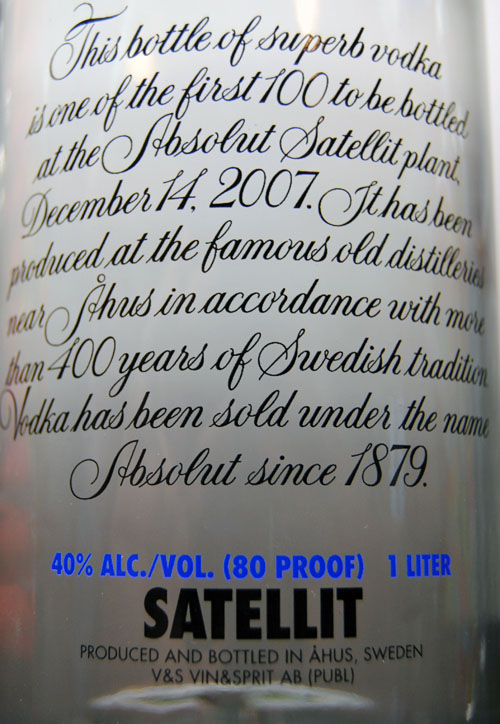 This bottle of superb vodka
is one of the first 100 to be bottled
at the Absolut Satellit plant,
December 14, 2007. It has been
produced at the famous old distilleries
near Åhus in accordance with more
than 400 years of Swedish tradition.
Vodka has been sold under the name
Absolut since 1879.
40% ALC./VOL. (80 PROOF) 1 LITER
SATELLIT
PRODUCED AND BOTTLED IN ÅHUS, SWEDEN
V&S VIN&SPRIT AB (PUBL)